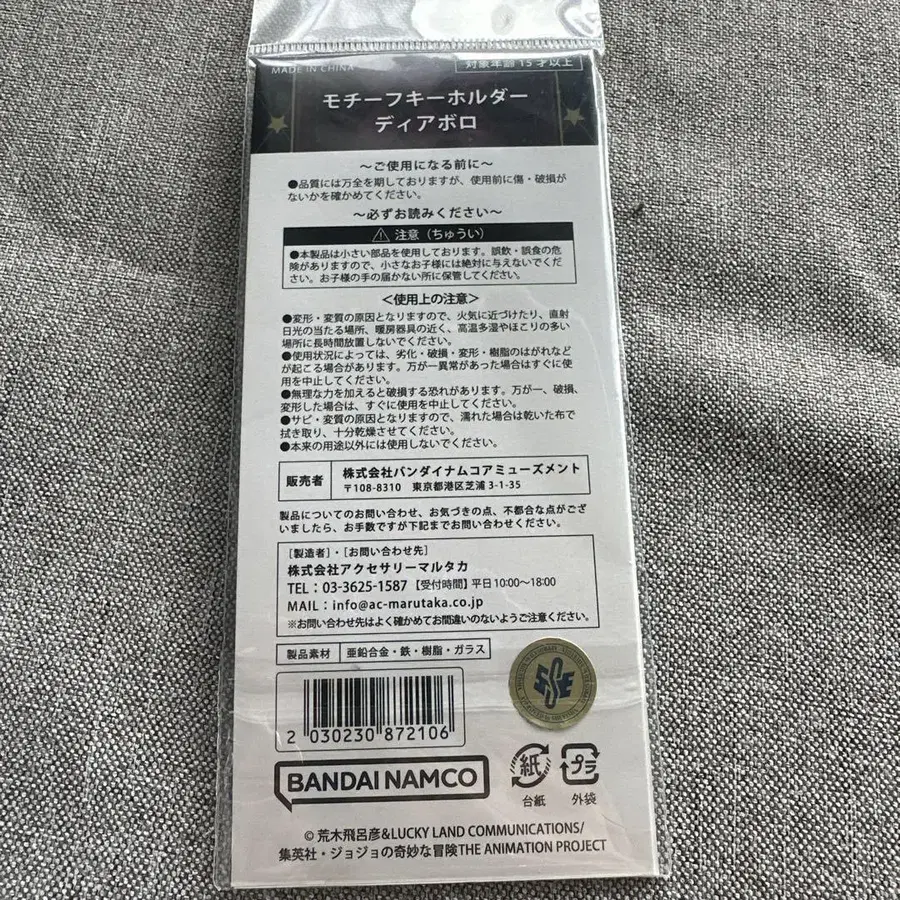 MADE IN CHINA
対象年齢 15才以上
モチーフキーホルダー
ディアボロ
～ご使用になる前に～
●品質には万全を期しておりますが、使用前に傷・破損が
ないかを確かめてください。
～必ずお読みください～
注意（ちゅうい）
●本製品は小さい部品を使用しております。誤飲・誤食の危
険がありますので、小さなお子様には絶対に与えないでくだ
さい。お子様の手の届かない所に保管してください。
＜使用上の注意＞
●変形・変質の原因となりますので、火気に近づけたり、直射
日光の当たる場所、暖房器具の近く、高温多湿やほこりの多い
場所に長時間放置しないでください。
●使用状況によっては、劣化・破損・変形・樹脂のはがれなど
が起こる場合があります。万が一異常があった場合はすぐに使
用を中止してください。
●無理な力を加えると破損する恐れがあります。万が一、破損、
変形した場合は、すぐに使用を中止してください。
●サビ・変質の原因となりますので、濡れた場合は乾いた布で
拭き取り、十分乾燥させてください。
●本来の用途以外には使用しないでください。
販売者
株式会社バンダイナムコアミューズメント
〒108-8310 東京都港区芝浦 3-1-35
製品についてのお問い合わせ、お気づきの点、不都合な点がござ
いましたら、お手数ですが下記までお問い合わせください。
［製造者］・［お問い合わせ先］
株式会社アクセサリーマルタカ
TEL：03-3625-1587 【受付時間】平日 10:00～18:00
MAIL：info@ac-marutaka.co.jp
※お問い合わせ先はよく確かめてお間違いのないようご注意ください。
製品素材 亜鉛合金・鉄・樹脂・ガラス
2 030230 872106
BANDAI NAMCO
紙
台紙
プラ
外袋
© 荒木飛呂彦&LUCKY LAND COMMUNICATIONS/
集英社・ジョジョの奇妙な冒険THE ANIMATION PROJECT